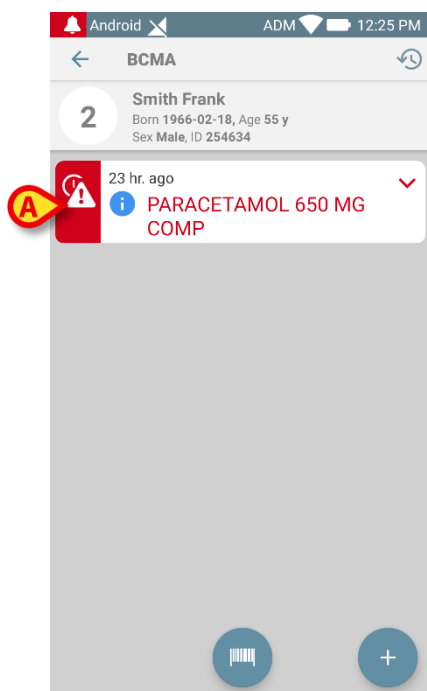 Android ADM 12:25 PM
BCMA
2
Smith Frank
Born 1966-02-18, Age 55 y
Sex Male, ID 254634
23 hr. ago
A
i PARACETAMOL 650 MG
COMP
+